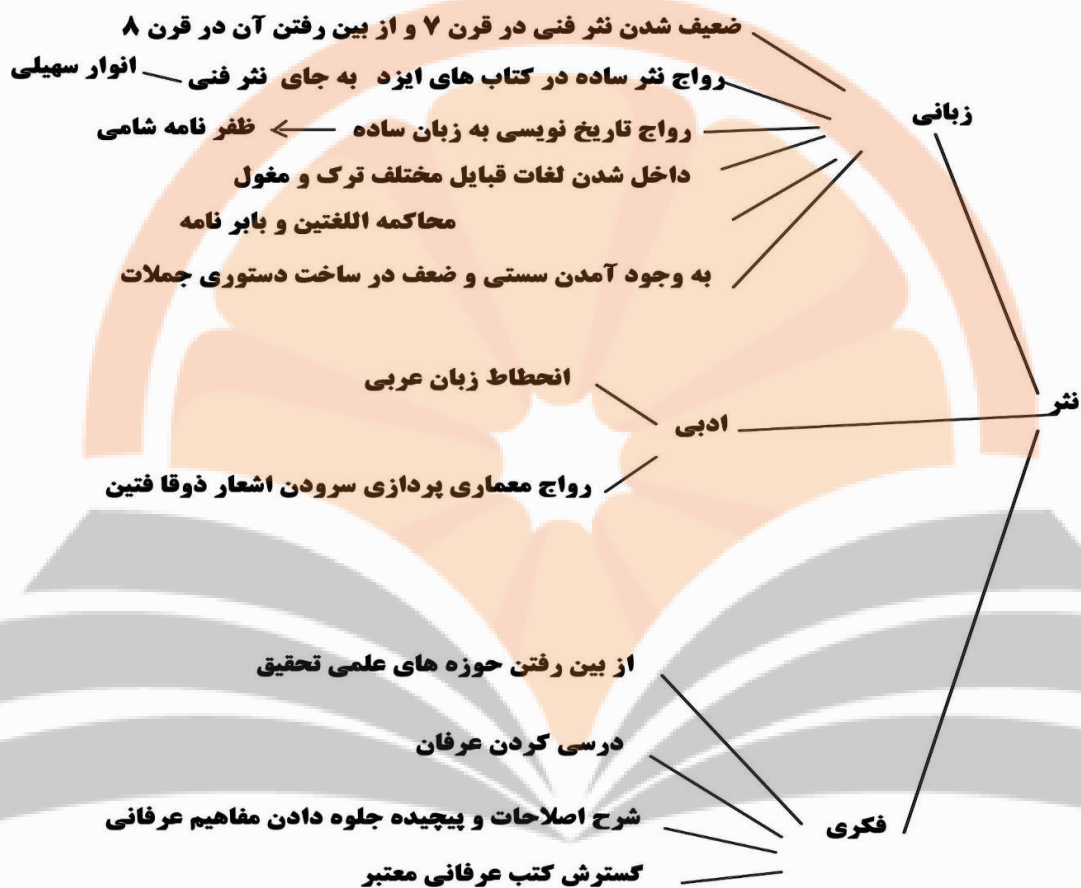 ضعیف شدن نثر فنی در قرن ۷ و از بین رفتن آن در قرن ۸
رواج نثر ساده در کتاب های ایزد به جای نثر فنی
انوار سهیلی
زبانی
رواج تاریخ نویسی به زبان ساده
ظفر نامه شامی
داخل شدن لغات قبایل مختلف ترک و مغول
محاکمه اللغتین و بابر نامه
به وجود آمدن سستی و ضعف در ساخت دستوری جملات
انحطاط زبان عربی
نثر
ادبی
رواج معماری پردازی سرودن اشعار ذوقا فتین
از بین رفتن حوزه های علمی تحقیق
درسی کردن عرفان
فکری
شرح اصلاحات و پیچیده جلوه دادن مفاهیم عرفانی
گسترش کتب عرفانی معتبر